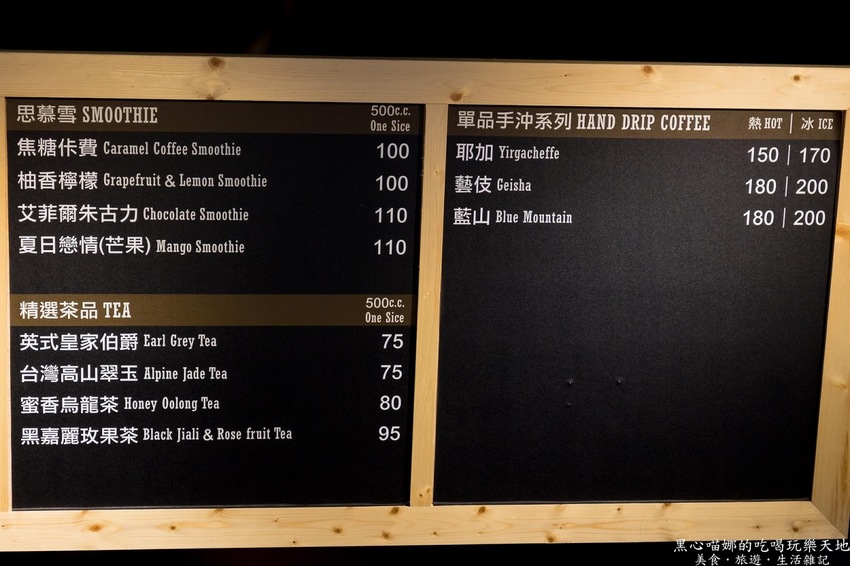 思慕雪 SMOOTHIE 500c.c. One Sice
焦糖咔費 Caramel Coffee Smoothie 100
柚香檸檬 Grapefruit & Lemon Smoothie 100
艾菲爾朱古力 Chocolate Smoothie 110
夏日戀情(芒果) Mango Smoothie 110
精選茶品 TEA 500c.c. One Sice
英式皇家伯爵 Earl Grey Tea 75
台灣高山翠玉 Alpine Jade Tea 75
蜜香烏龍茶 Honey Oolong Tea 80
黑嘉麗玫果茶 Black Jiali & Rose fruit Tea 95
單品手沖系列 HAND DRIP COFFEE 熱 HOT | 冰 ICE
耶加 Yirgacheffe 150 | 170
藝伎 Geisha 180 | 200
藍山 Blue Mountain 180 | 200
黑心喵娜的吃喝玩樂天地
美食・旅遊・生活雜記